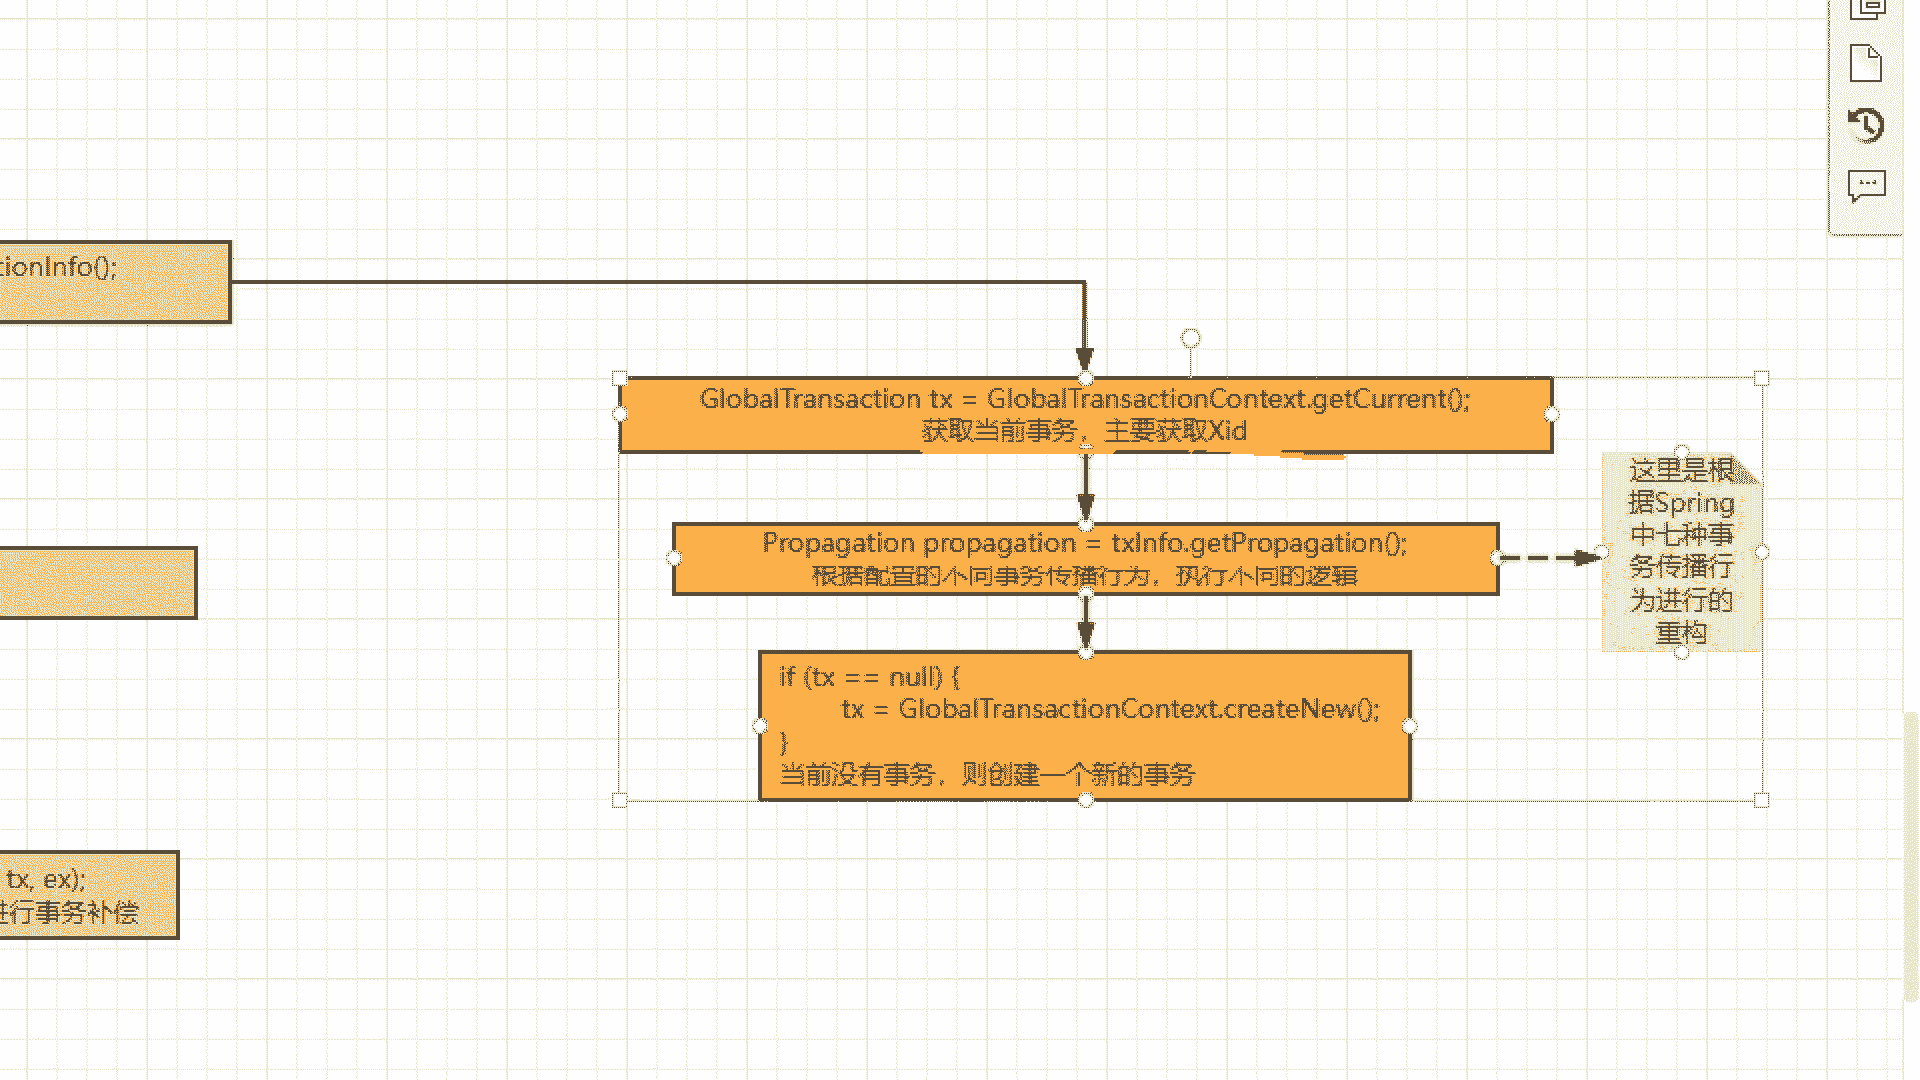 tionInfo();
GlobalTransaction tx = GlobalTransactionContext.getCurrent();
获取当前事务，主要获取Xid
Propagation propagation = txInfo.getPropagation();
根据配置的不同事务传播行为，执行不同的逻辑
这里是根
据Spring
中七种事
务传播行
为进行的
重构
if (tx == null) {
tx = GlobalTransactionContext.createNew();
}
当前没有事务，则创建一个新的事务
tx, ex);
进行事务补偿